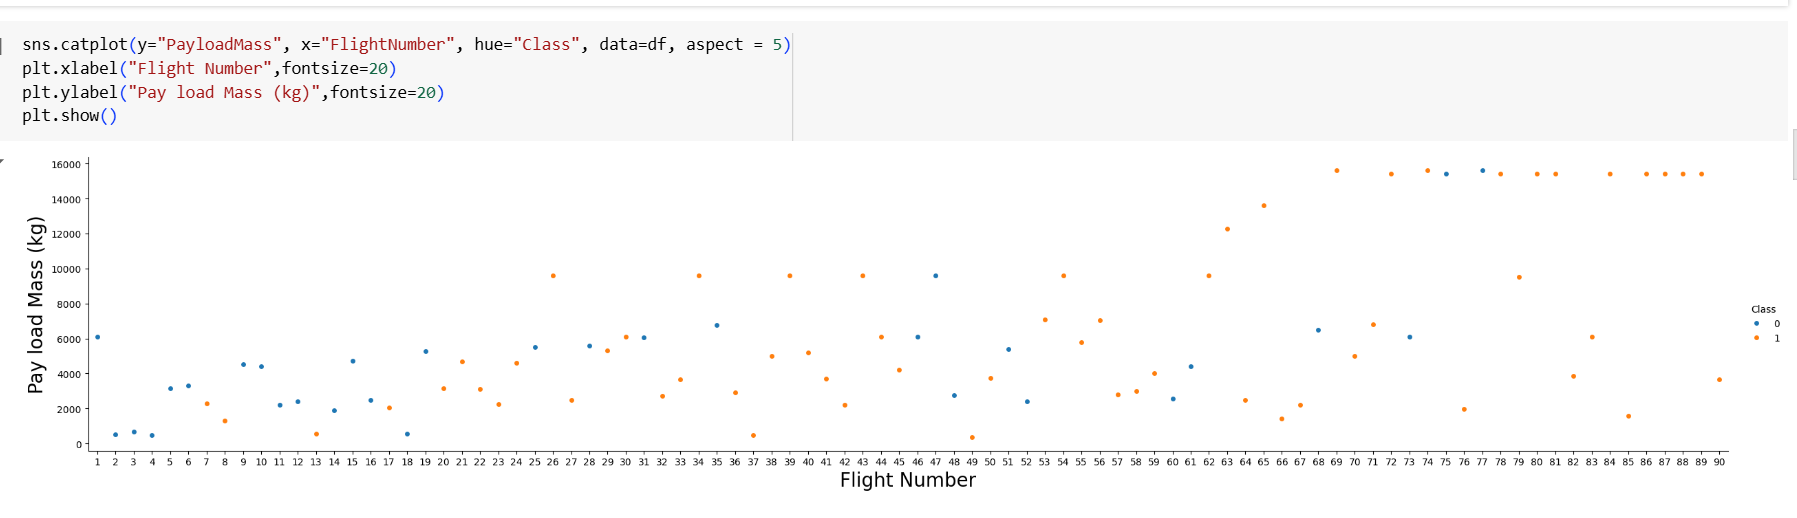 sns.catplot(y="PayloadMass", x="FlightNumber", hue="Class", data=df, aspect = 5)
plt.xlabel("Flight Number",fontsize=20)
plt.ylabel("Pay load Mass (kg)",fontsize=20)
plt.show()
16000
14000
12000
10000
8000
6000
4000
2000
0
Pay load Mass (kg)
Class
0
1
1 2 3 4 5 6 7 8 9 10 11 12 13 14 15 16 17 18 19 20 21 22 23 24 25 26 27 28 29 30 31 32 33 34 35 36 37 38 39 40 41 42 43 44 45 46 47 48 49 50 51 52 53 54 55 56 57 58 59 60 61 62 63 64 65 66 67 68 69 70 71 72 73 74 75 76 77 78 79 80 81 82 83 84 85 86 87 88 89 90
Flight Number